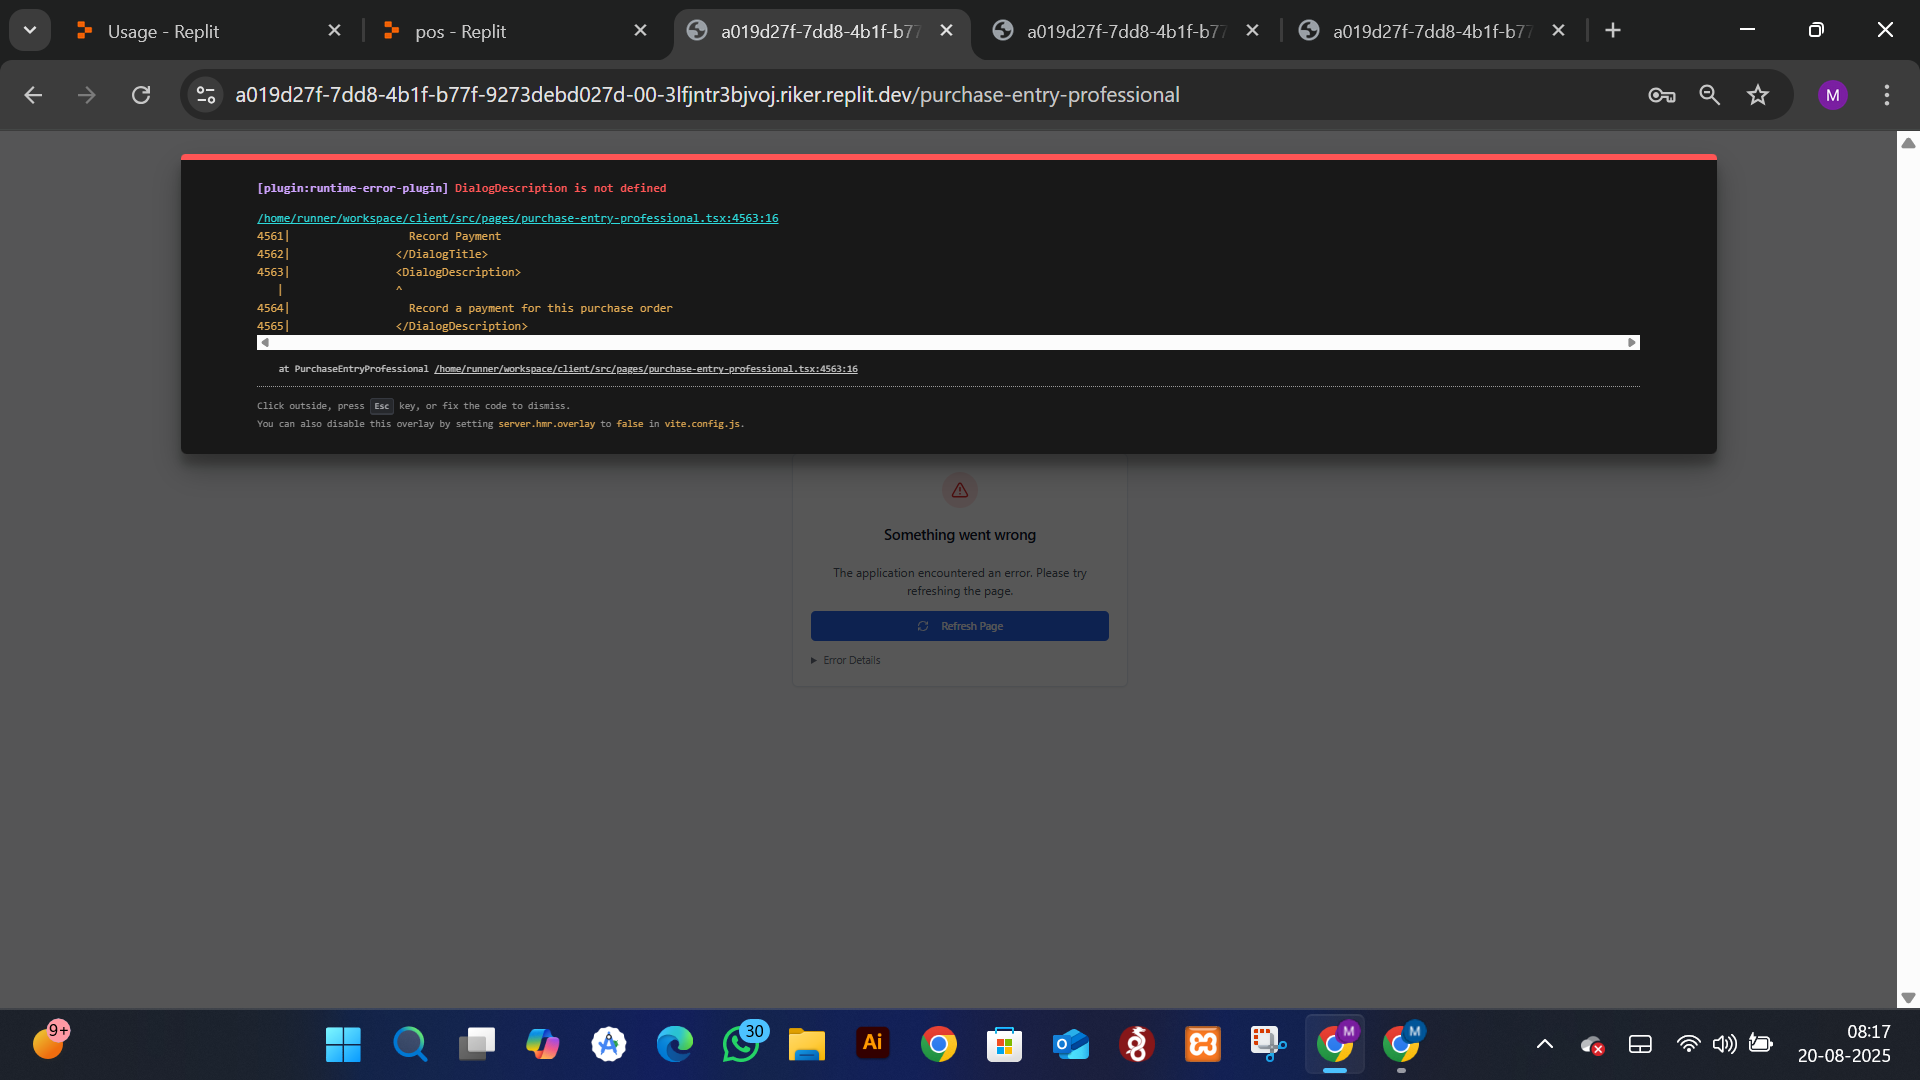 Usage - Replit
pos - Replit
a019d27f-7dd8-4b1f-b77
a019d27f-7dd8-4b1f-b77
a019d27f-7dd8-4b1f-b77
a019d27f-7dd8-4b1f-b77f-9273debd027d-00-3lfjntr3bjvoj.riker.replit.dev/purchase-entry-professional
M
[plugin:runtime-error-plugin] DialogDescription is not defined
/home/runner/workspace/client/src/pages/purchase-entry-professional.tsx:4563:16
4561| Record Payment
4562| </DialogTitle>
4563| <DialogDescription>
| ^
4564| Record a payment for this purchase order
4565| </DialogDescription>
at PurchaseEntryProfessional /home/runner/workspace/client/src/pages/purchase-entry-professional.tsx:4563:16
Click outside, press Esc key, or fix the code to dismiss.
You can also disable this overlay by setting server.hmr.overlay to false in vite.config.js.
Something went wrong
The application encountered an error. Please try
refreshing the page.
Refresh Page
Error Details
9+
30
Ai
M
M
08:17
20-08-2025